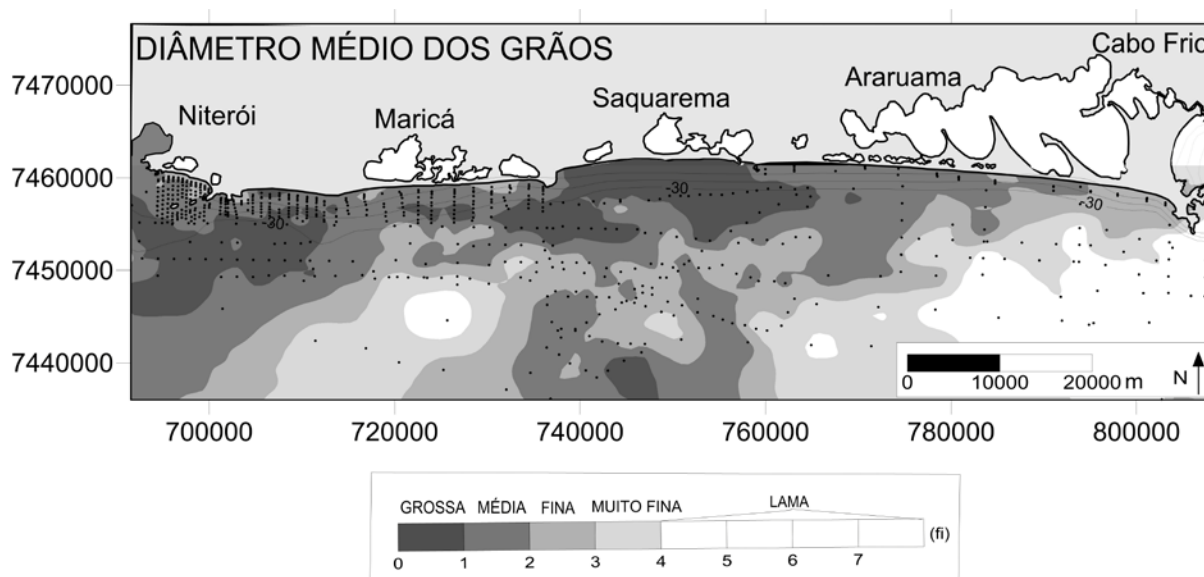 DIÂMETRO MÉDIO DOS GRÃOS
Cabo Frio
7470000
Araruama
Saquarema
Niterói
Maricá
7460000
-30
-30
-30
7450000
7440000
0 10000 20000 m
N
700000 720000 740000 760000 780000 800000
GROSSA MÉDIA FINA MUITO FINA LAMA
(fi)
0 1 2 3 4 5 6 7